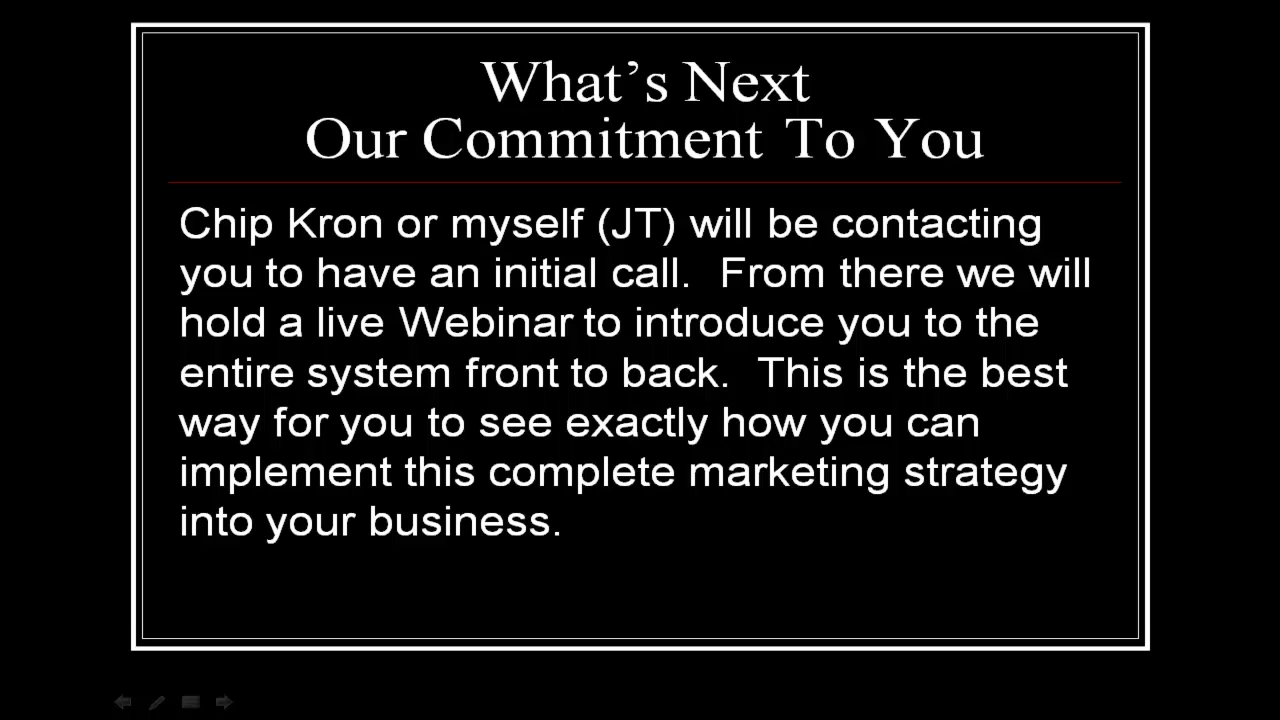 What’s Next
Our Commitment To You
Chip Kron or myself (JT) will be contacting
you to have an initial call.  From there we will
hold a live Webinar to introduce you to the
entire system front to back.  This is the best
way for you to see exactly how you can
implement this complete marketing strategy
into your business.